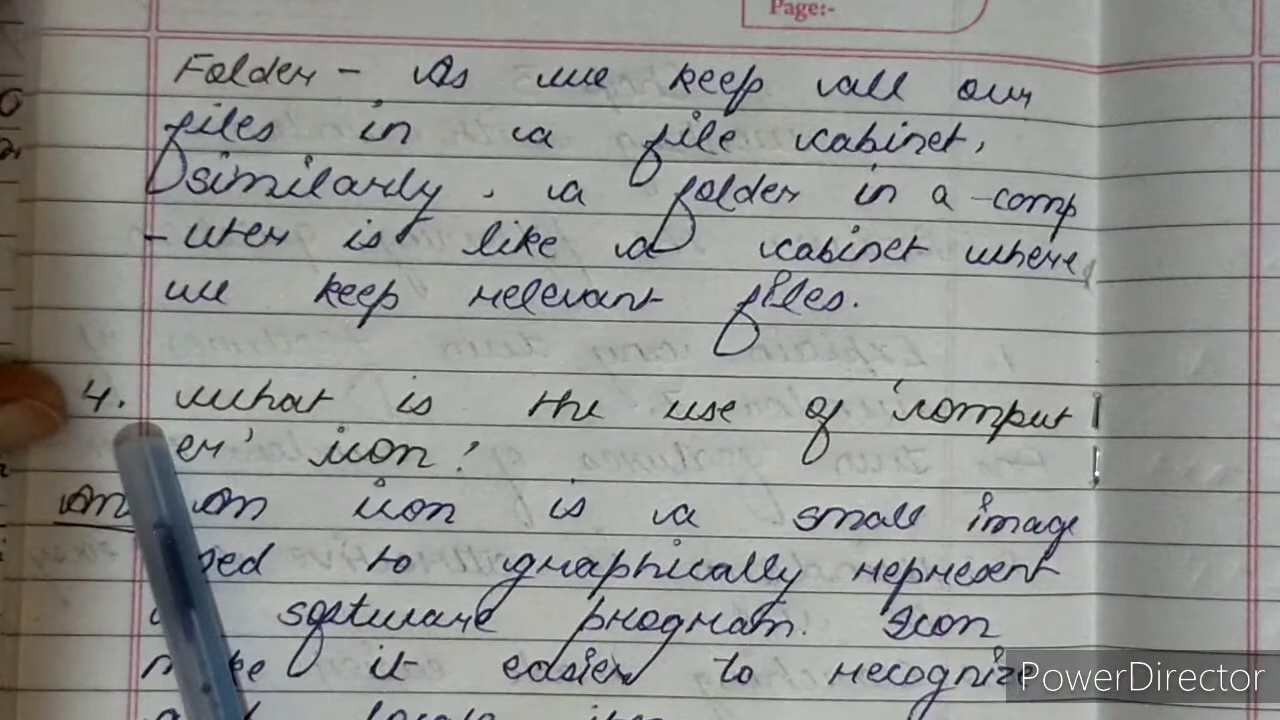 Page:-
Folder - As we keep all our
files in a file cabinet,
similarly, a folder in a comp
-uter is like a cabinet where
we keep relevant files.
4. What is the use of 'comput
er' icon?
An An icon is a small image
to graphically represent
software program. Icon
it easier to recognize
PowerDirector